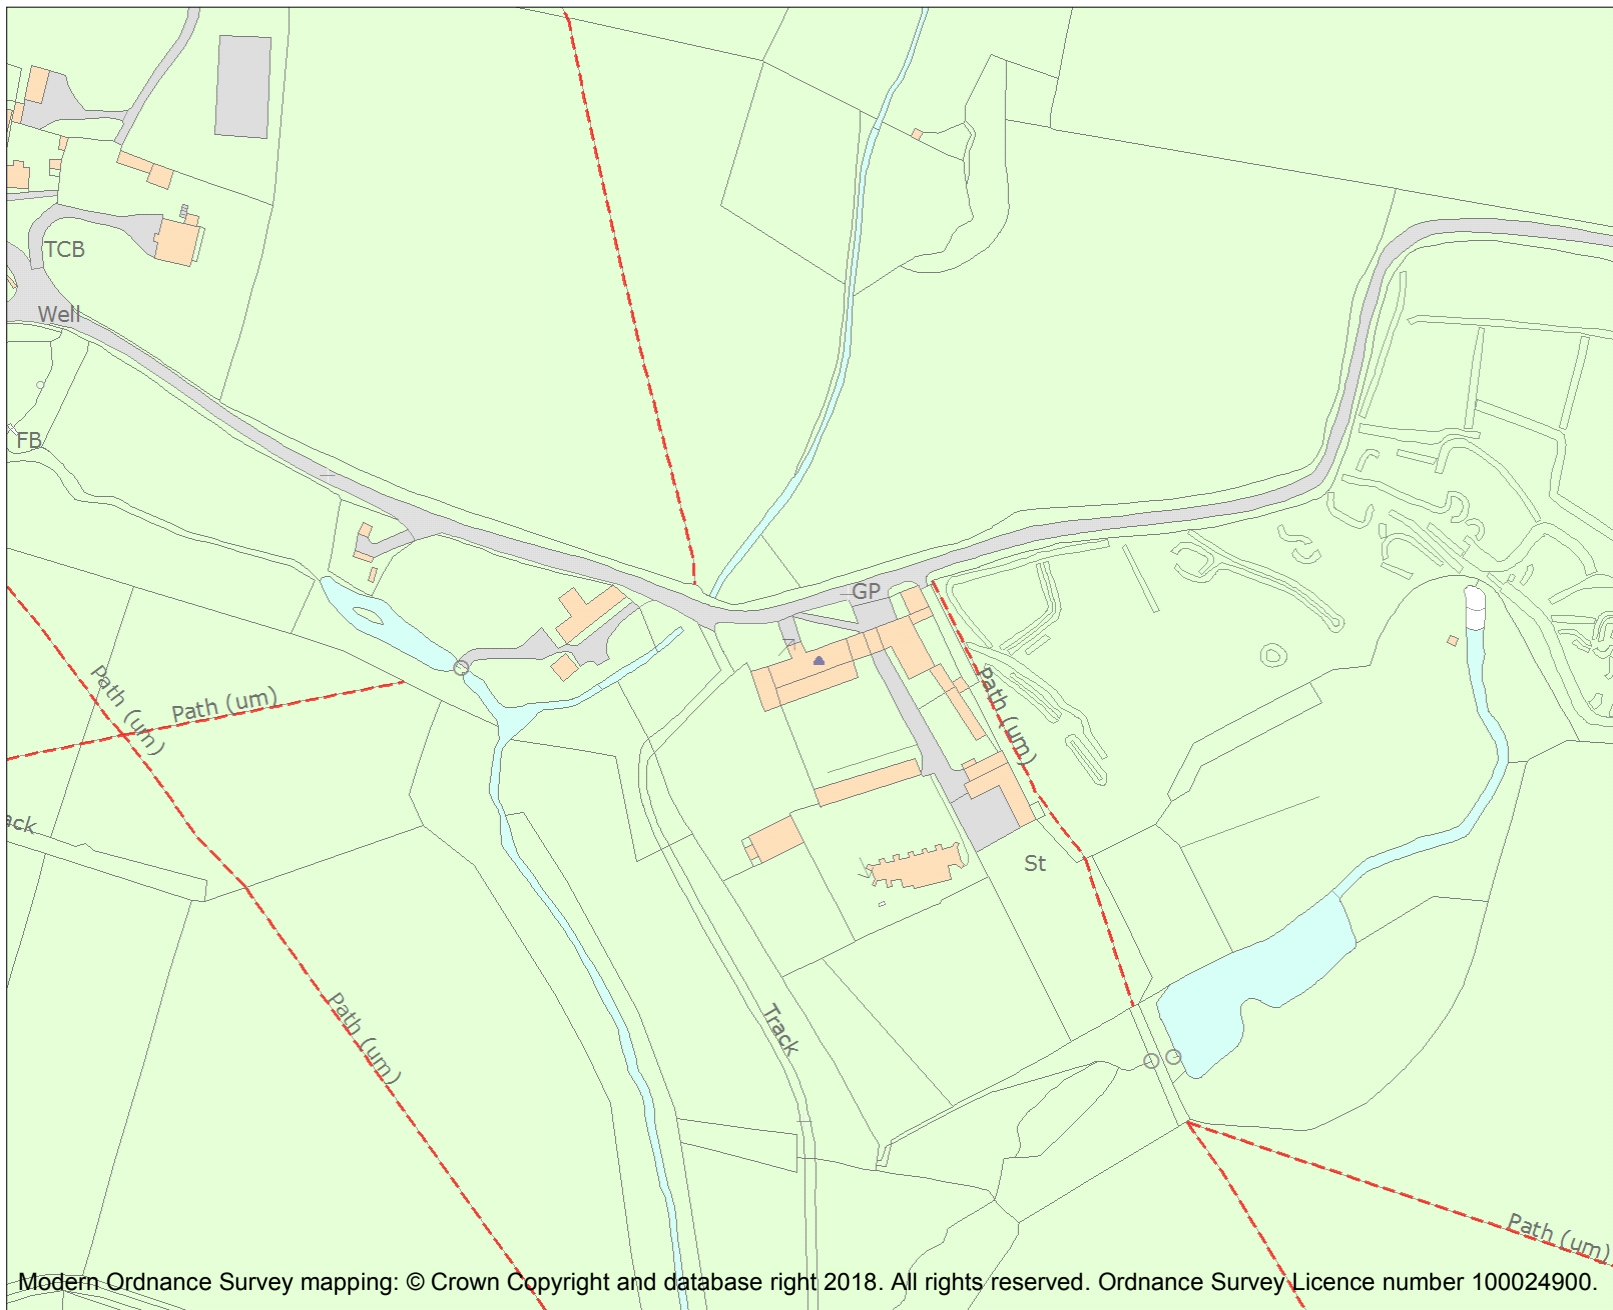 TCB
Well
FB
GP
Path (um)
Path (um)
Path (um)
ack
St
Path (um)
Track
Path (um)
Modern Ordnance Survey mapping: © Crown Copyright and database right 2018. All rights reserved. Ordnance Survey Licence number 100024900.